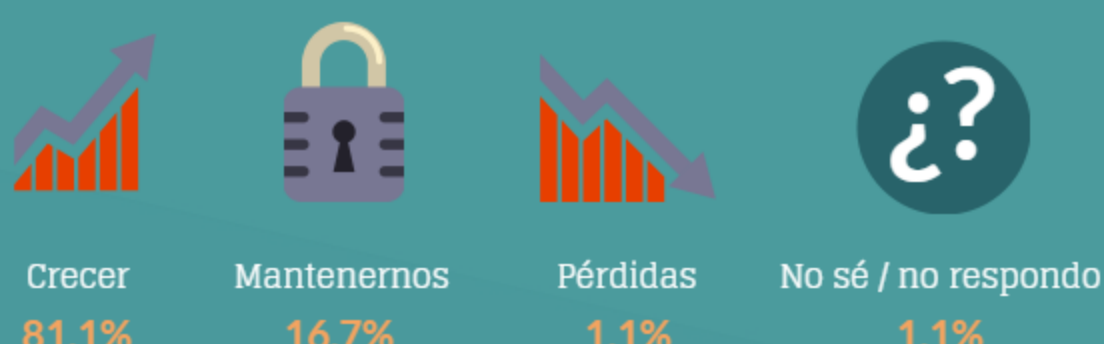 ¿?
Crecer Mantenernos Pérdidas No sé / no respondo
81.1% 16.7% 1.1% 1.1%